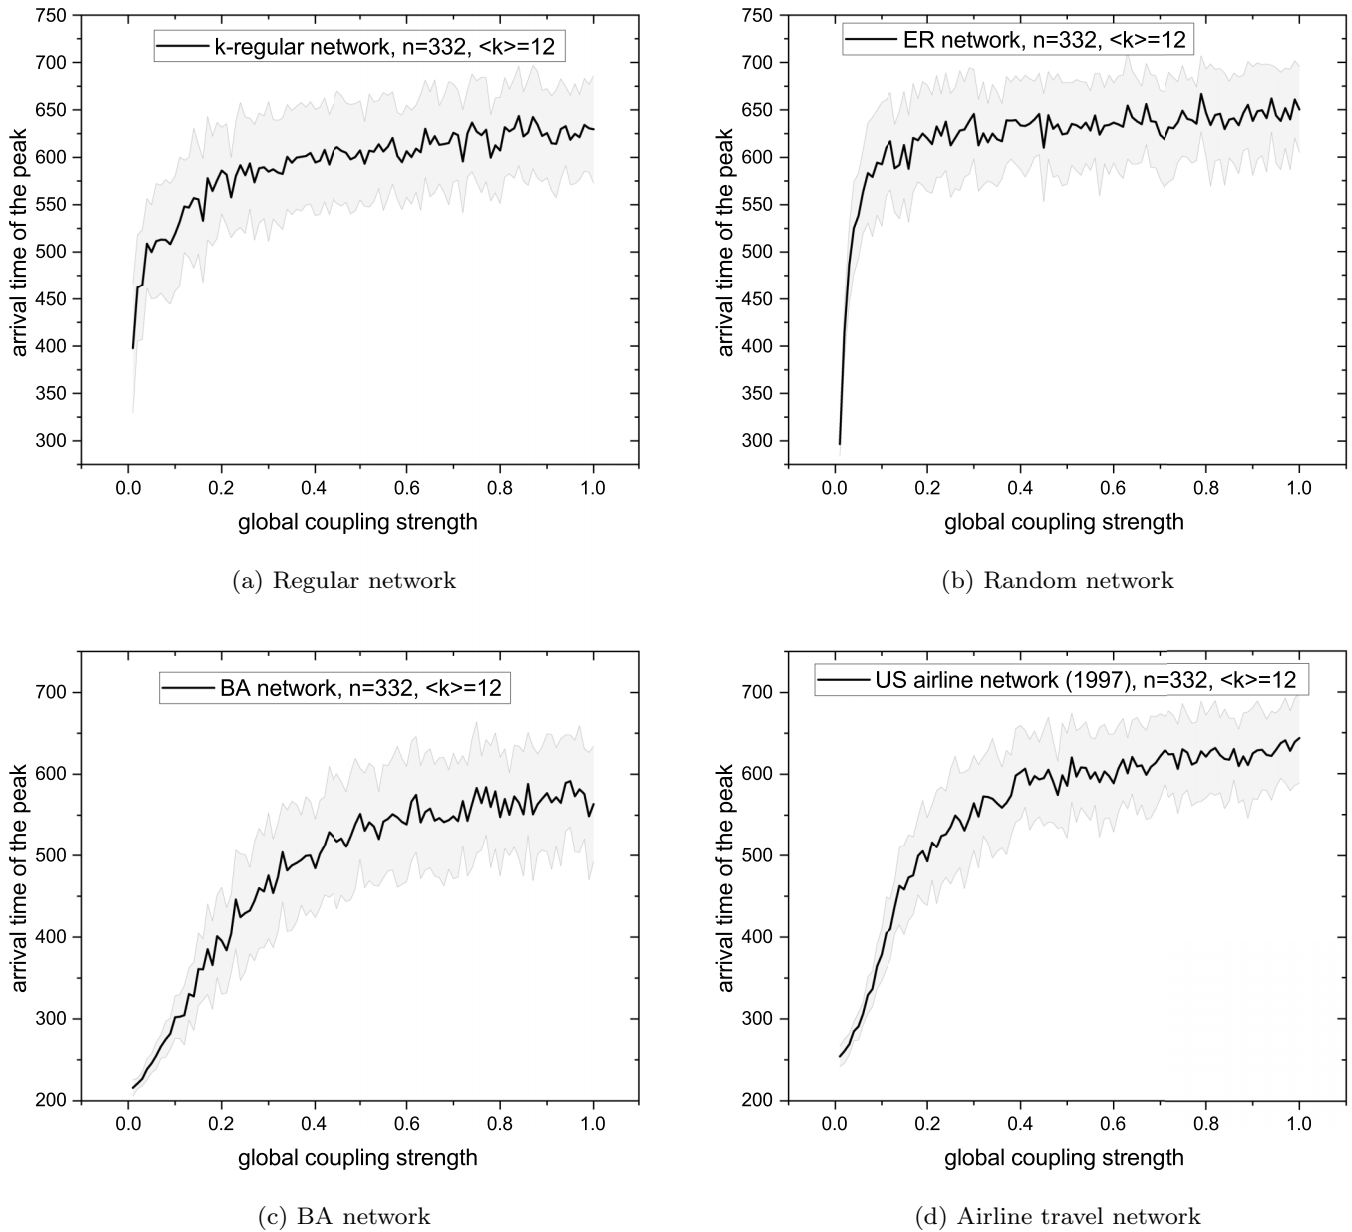 k-regular network, n=332, <k>=12
750
700
650
600
550
500
450
400
350
300
arrival time of the peak
0.0 0.2 0.4 0.6 0.8 1.0
global coupling strength
(a) Regular network
ER network, n=332, <k>=12
750
700
650
600
550
500
450
400
350
300
arrival time of the peak
0.0 0.2 0.4 0.6 0.8 1.0
global coupling strength
(b) Random network
BA network, n=332, <k>=12
700
600
500
400
300
200
arrival time of the peak
0.0 0.2 0.4 0.6 0.8 1.0
global coupling strength
(c) BA network
US airline network (1997), n=332, <k>=12
700
600
500
400
300
200
arrival time of the peak
0.0 0.2 0.4 0.6 0.8 1.0
global coupling strength
(d) Airline travel network